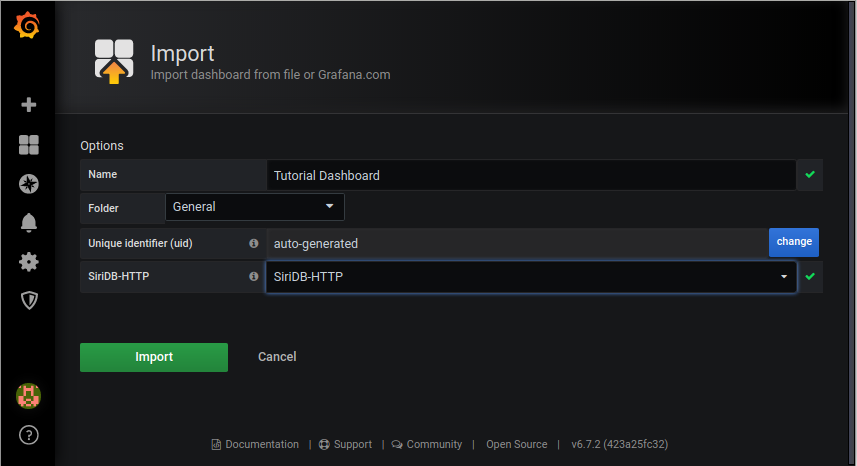 Import
Import dashboard from file or Grafana.com
Options
Name Tutorial Dashboard
Folder General
Unique identifier (uid) auto-generated change
SiriDB-HTTP SiriDB-HTTP
Import Cancel
Documentation | Support | Community | Open Source | v6.7.2 (423a25fc32)